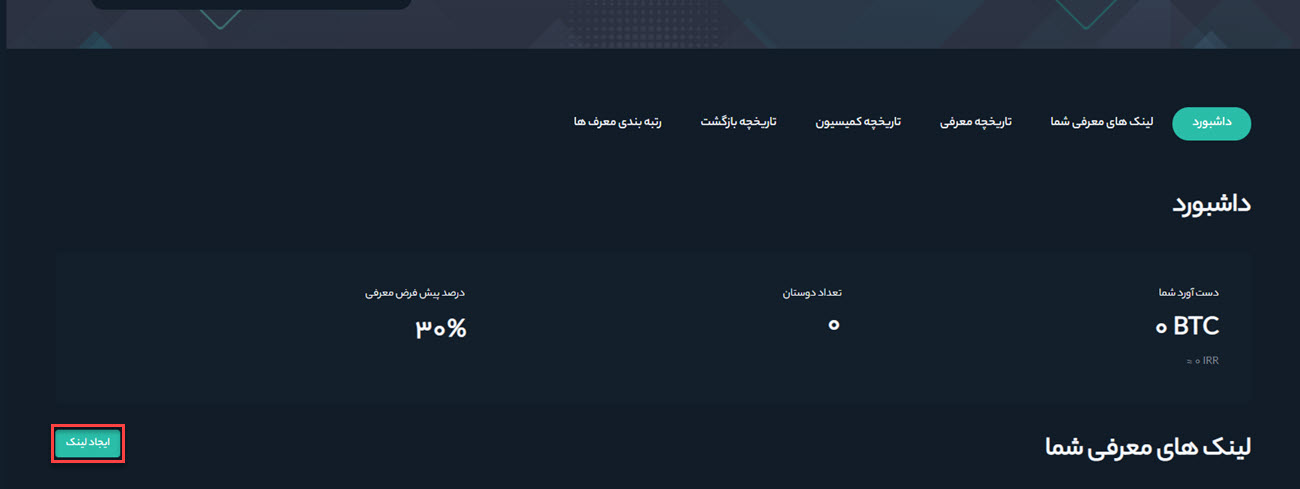 داشبورد لینک های معرفی شما تاریخچه معرفی تاریخچه کمیسیون تاریخچه بازگشت رتبه بندی معرف ها
داشبورد
دست آورد شما تعداد دوستان درصد پیش فرض معرفی
۰ BTC ۰ ۳۰%
≈ ۰ IRR
لینک های معرفی شما ایجاد لینک